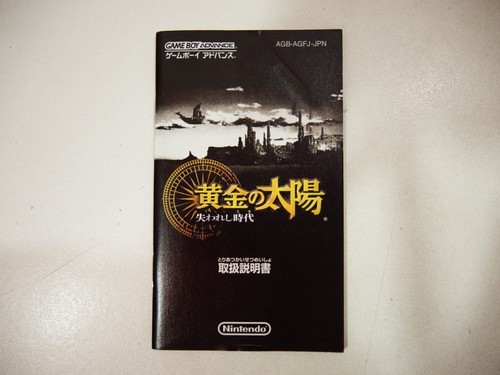 GAME BOY ADVANCE
ゲームボーイ アドバンス®
AGB-AGFJ-JPN
黄金の太陽®
失われし時代
とりあつかいせつめいしょ
取扱説明書
Nintendo®